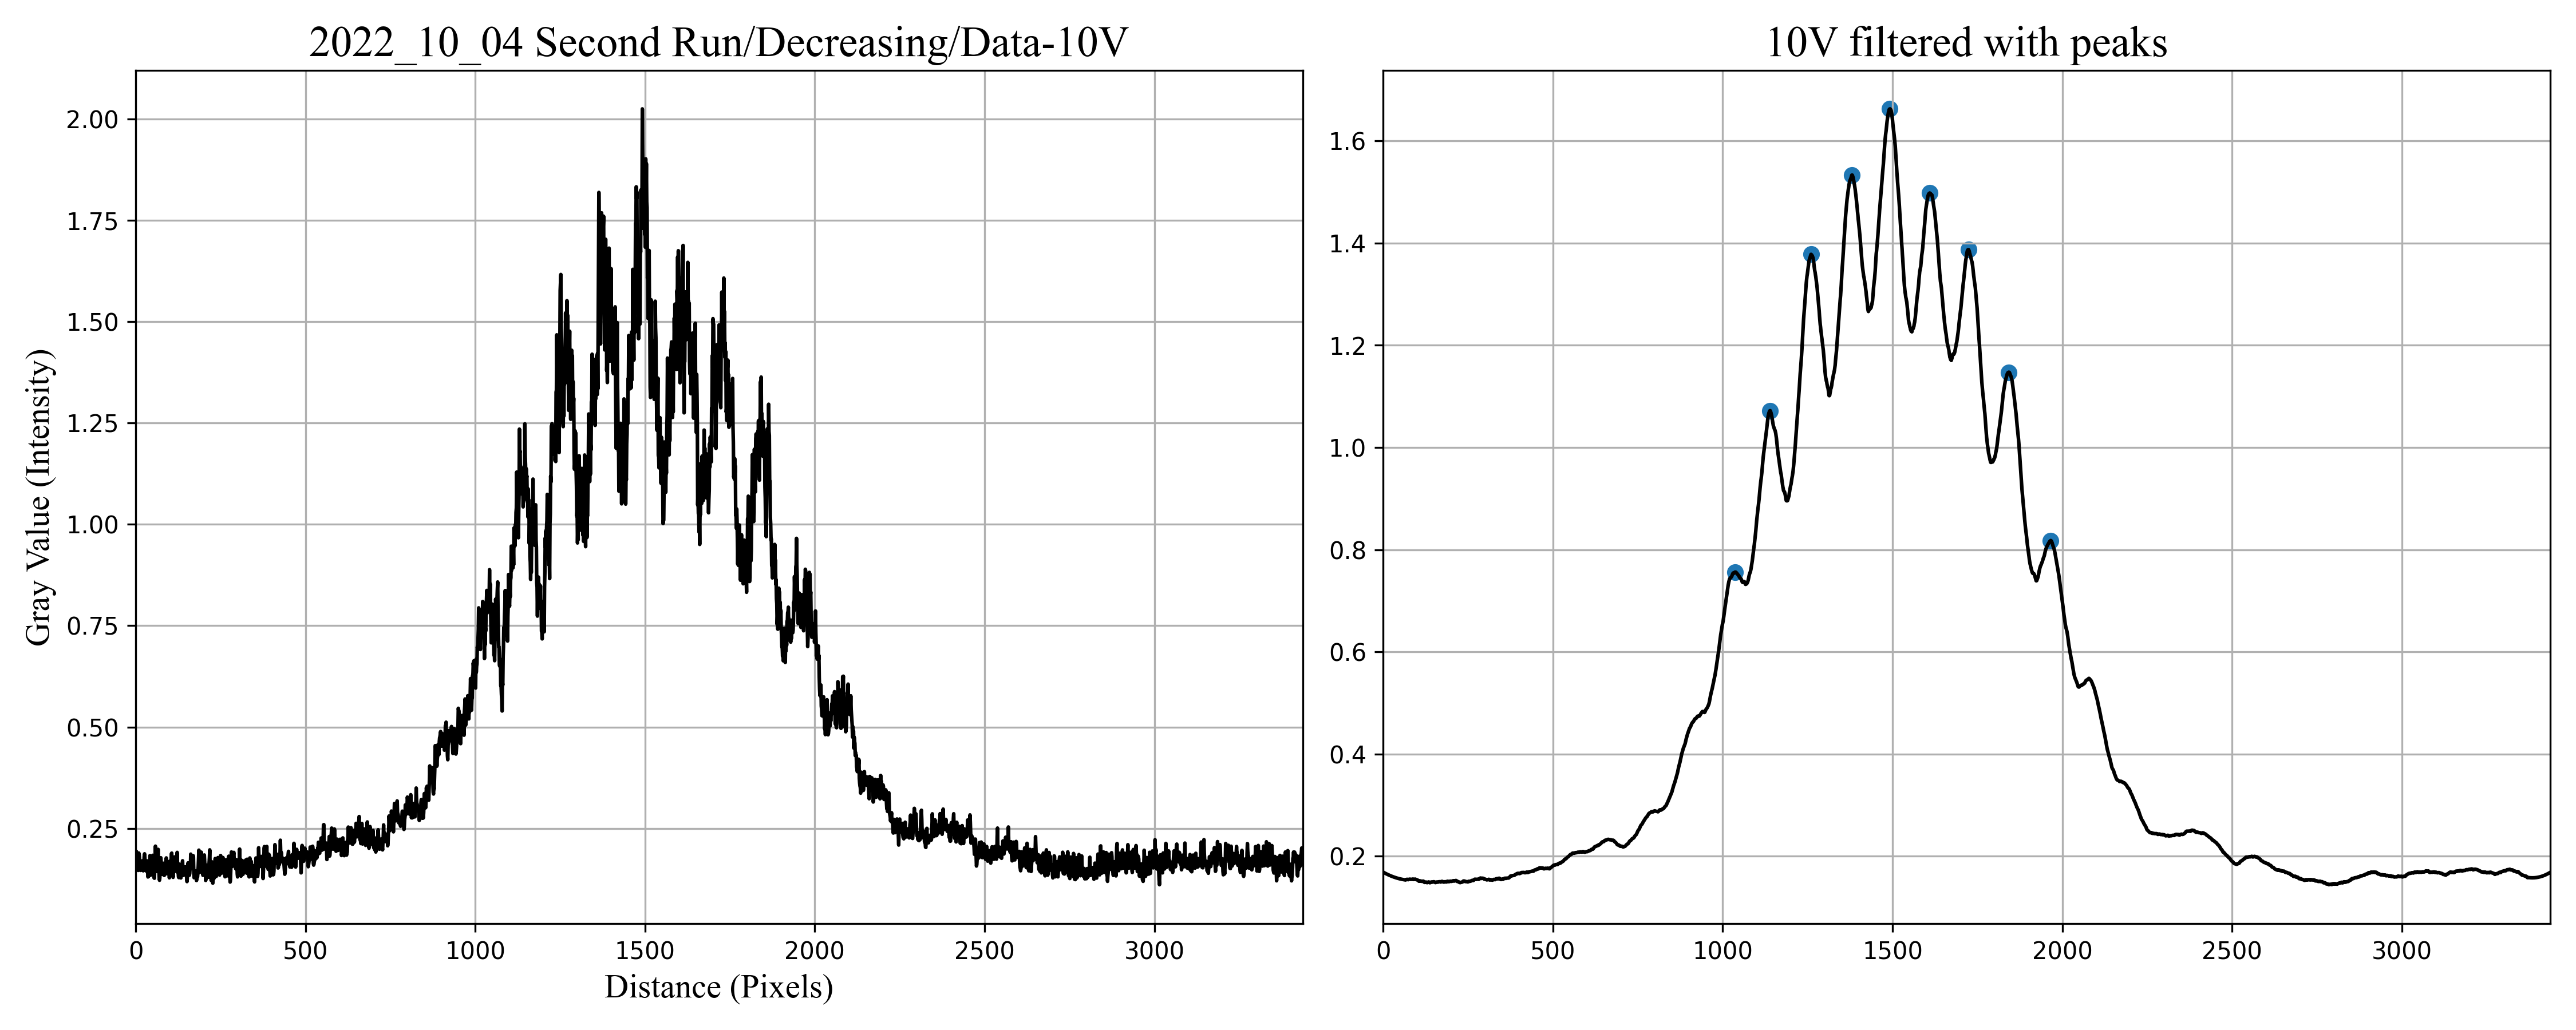 2022_10_04 Second Run/Decreasing/Data-10V
Gray Value (Intensity)
2.00
1.75
1.50
1.25
1.00
0.75
0.50
0.25
0 500 1000 1500 2000 2500 3000
Distance (Pixels)
10V filtered with peaks
1.6
1.4
1.2
1.0
0.8
0.6
0.4
0.2
0 500 1000 1500 2000 2500 3000